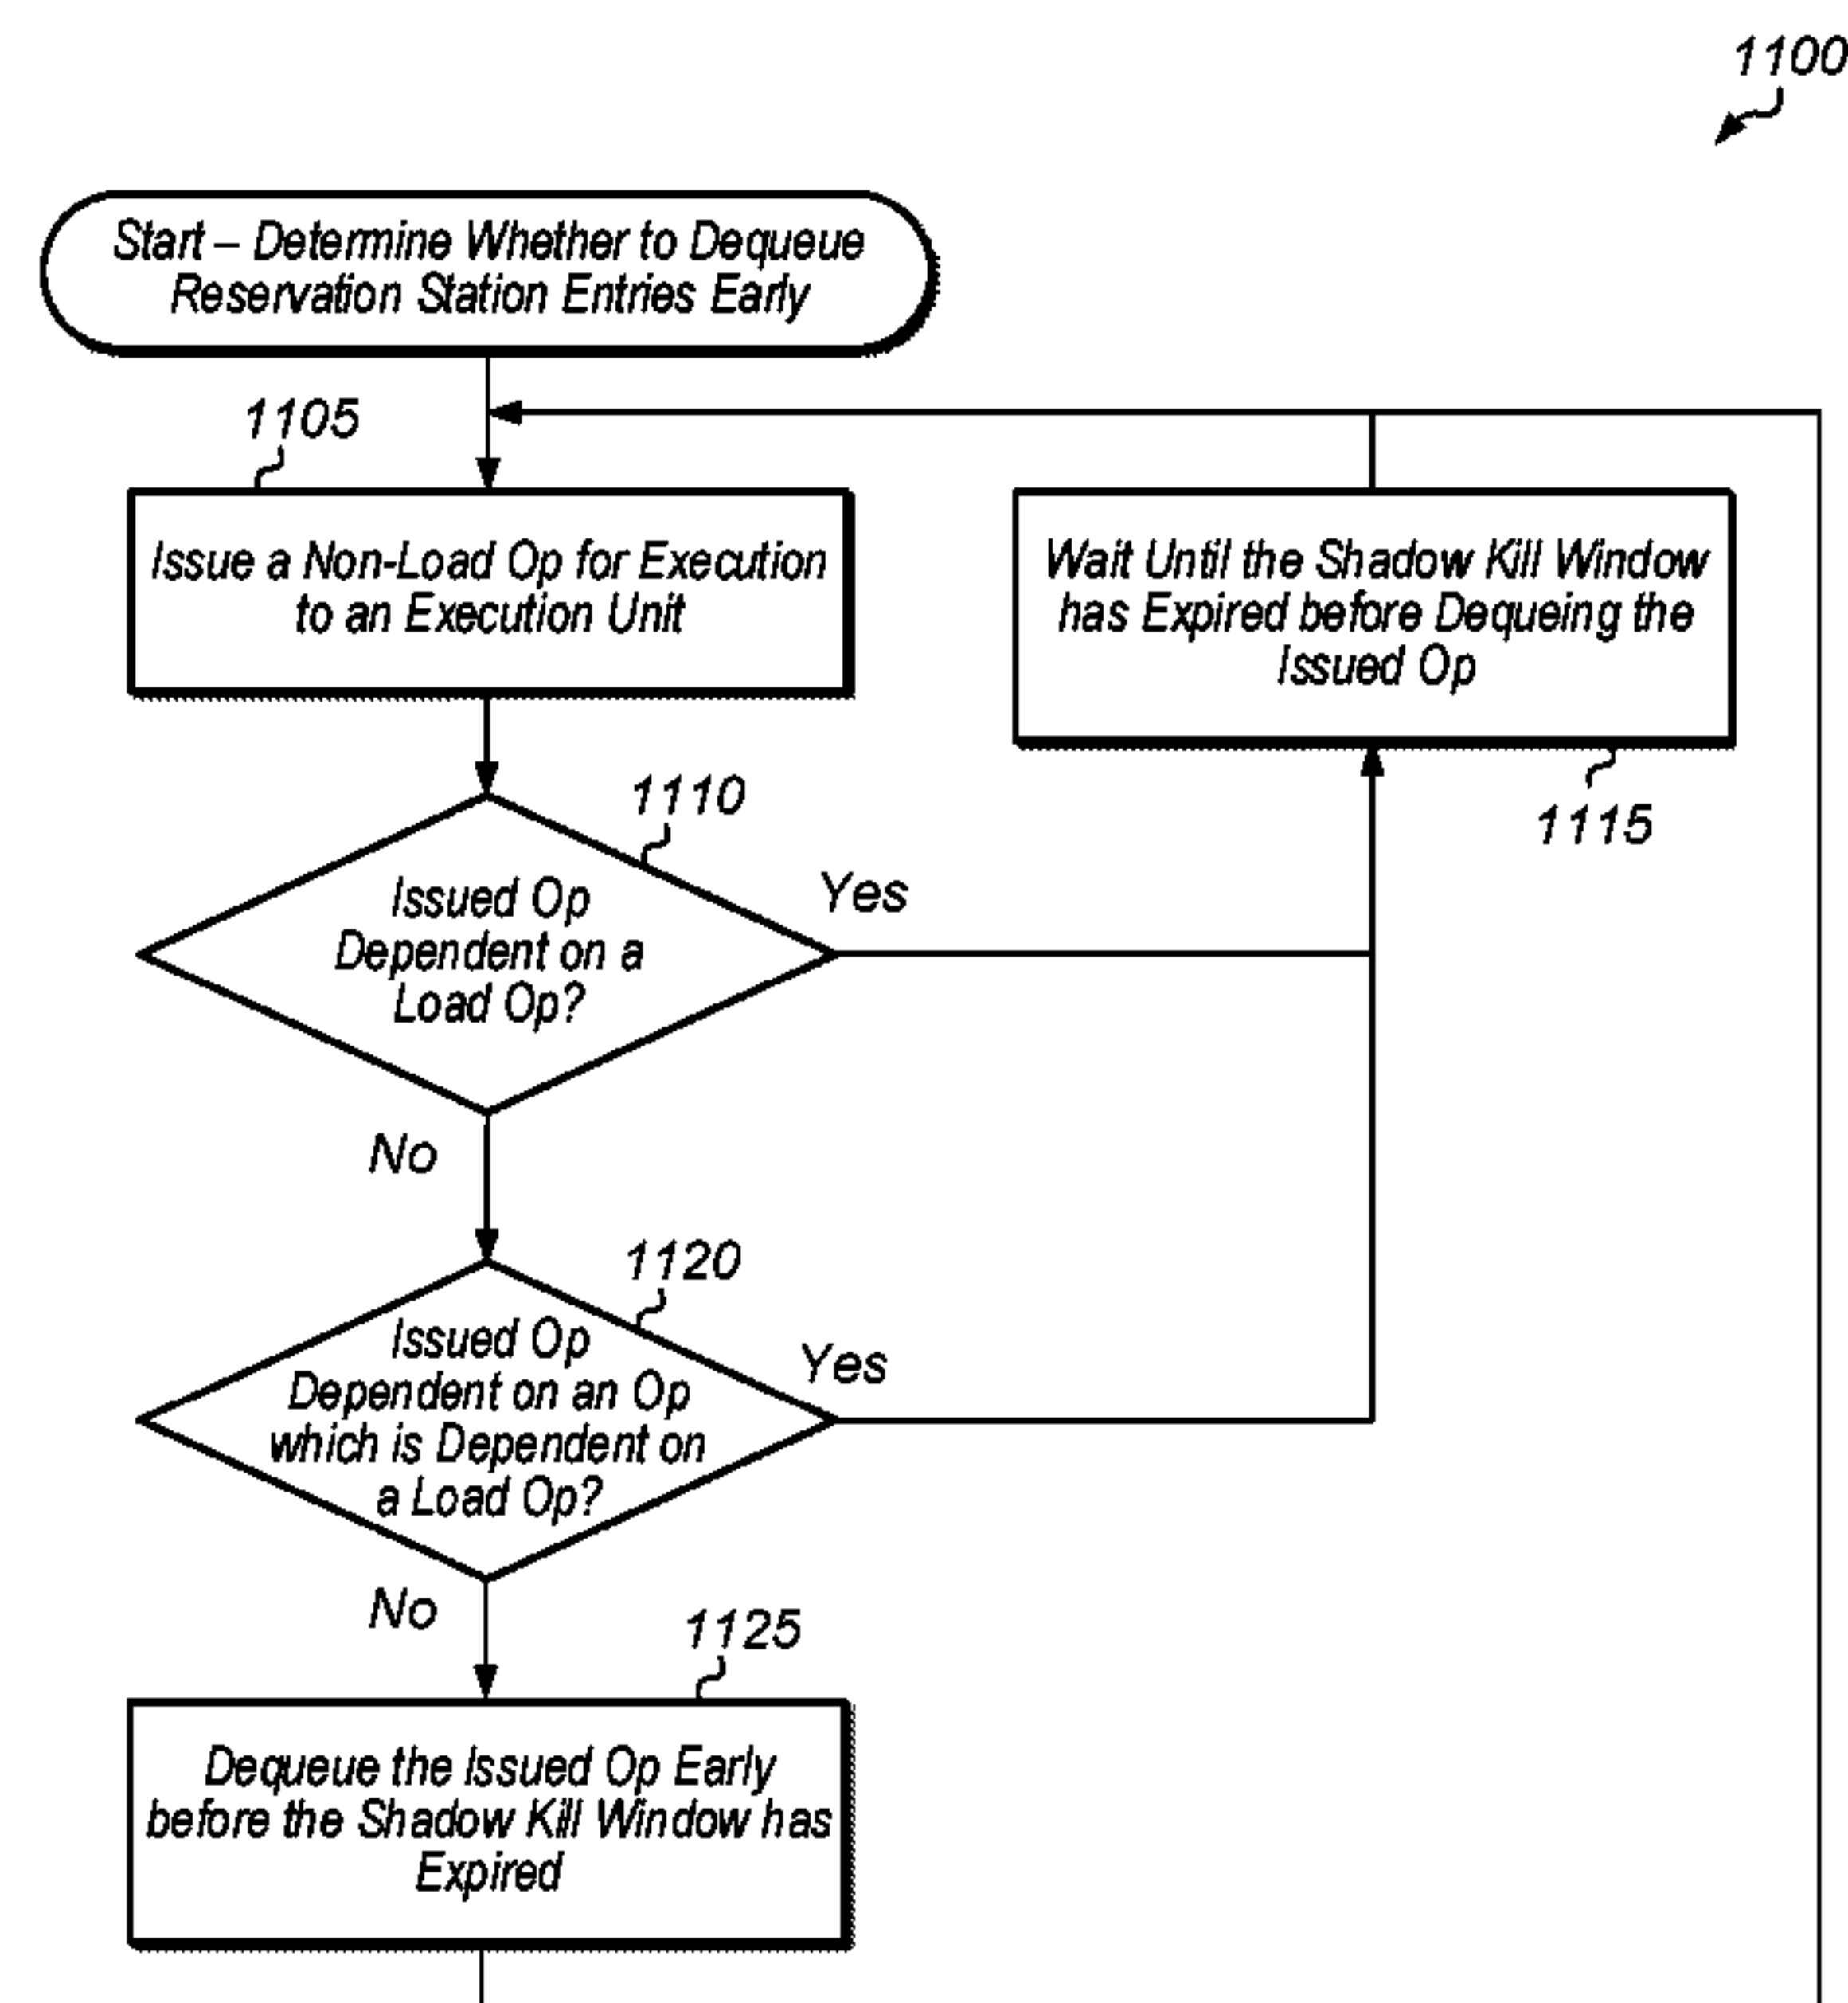 1100
Start – Determine Whether to Dequeue
Reservation Station Entries Early
1105
Issue a Non-Load Op for Execution
to an Execution Unit
Wait Until the Shadow Kill Window
has Expired before Dequeing the
Issued Op
1115
1110
Issued Op
Dependent on a
Load Op?
Yes
No
1120
Issued Op
Dependent on an Op
which is Dependent on
a Load Op?
Yes
No
1125
Dequeue the Issued Op Early
before the Shadow Kill Window has
Expired